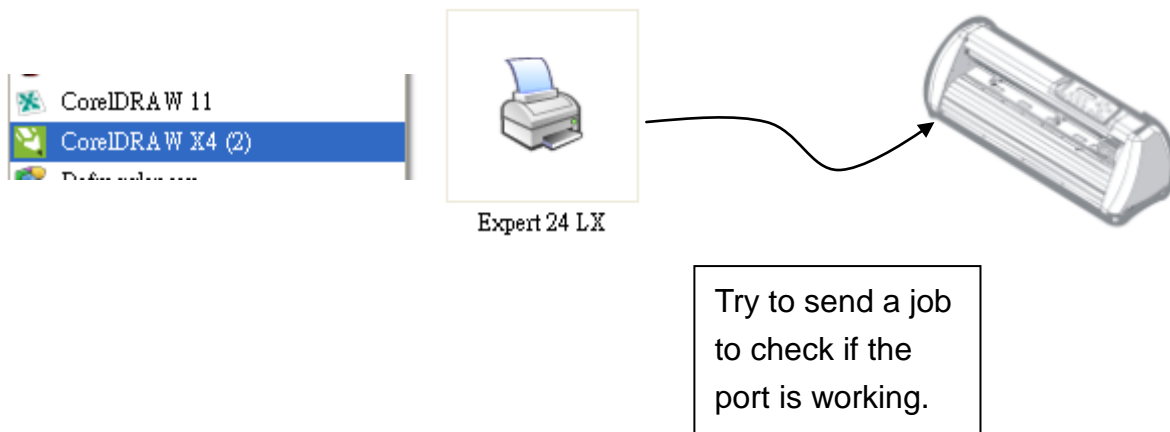 CorelDRAW 11
CorelDRAW X4 (2)
Expert 24 LX
Try to send a job
to check if the
port is working.